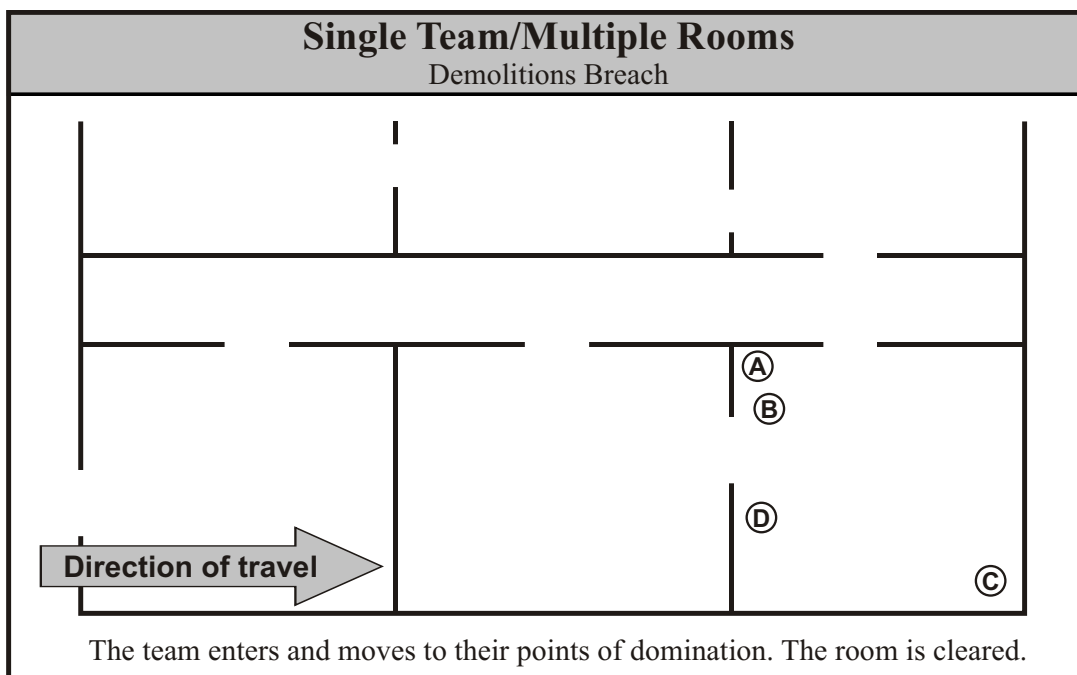 Single Team/Multiple Rooms
Demolitions Breach
A
B
D
Direction of travel
C
The team enters and moves to their points of domination. The room is cleared.